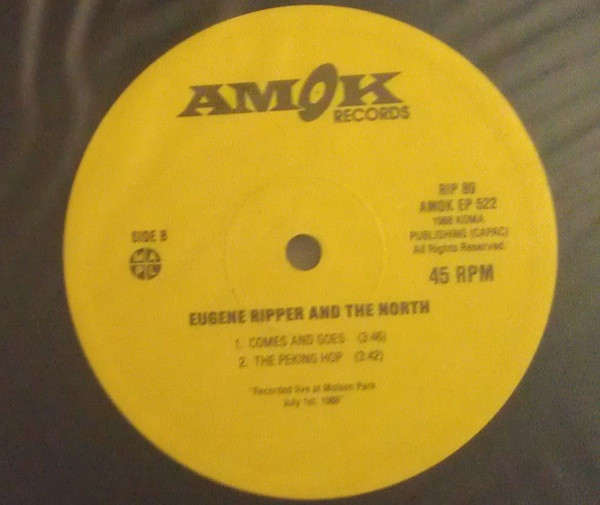 AMOK
RECORDS
SIDE B
MAPL
RIP 89
AMOK EP 522
1988 KOMA
PUBLISHING (CAPAC)
All Rights Reserved.
45 RPM
EUGENE RIPPER AND THE NORTH
1. COMES AND GOES (3:46)
2. THE PEKING HOP (3:42)
"Recorded live at Molson Park
July 1st, 1988"